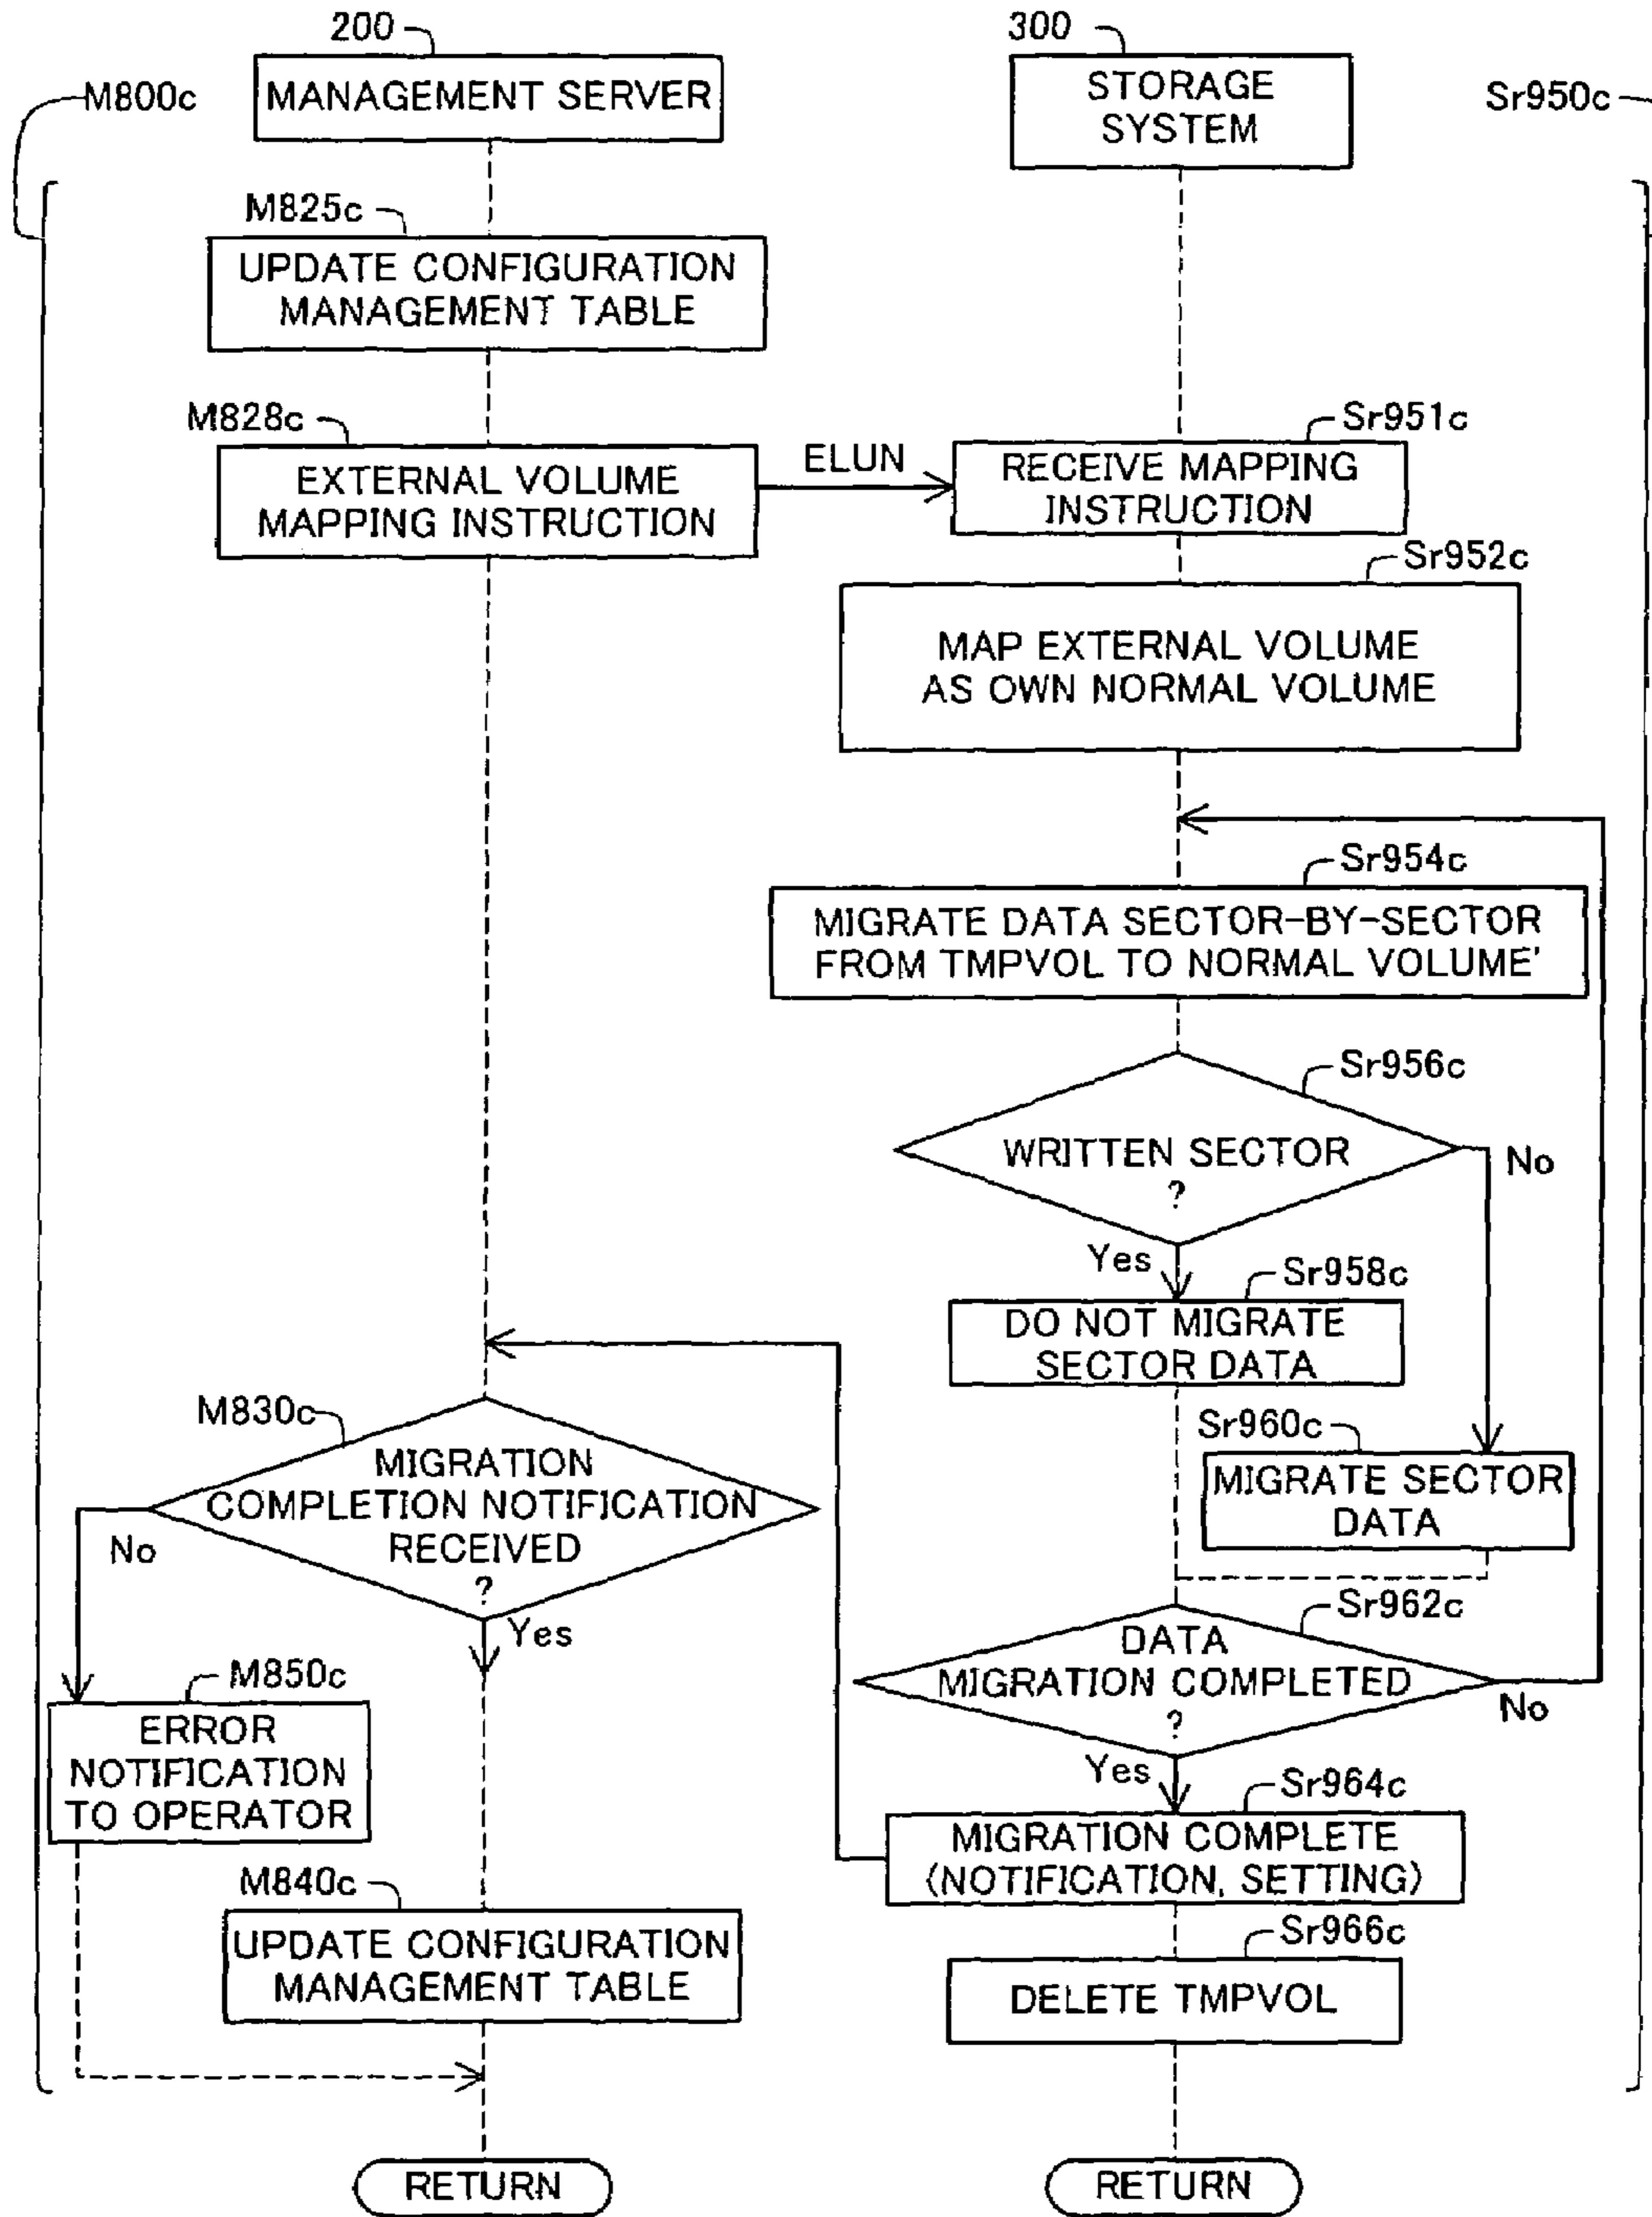 200
300
M800c
MANAGEMENT SERVER
STORAGE
SYSTEM
Sr950c
M825c
UPDATE CONFIGURATION
MANAGEMENT TABLE
M828c
EXTERNAL VOLUME
MAPPING INSTRUCTION
ELUN
Sr951c
RECEIVE MAPPING
INSTRUCTION
Sr952c
MAP EXTERNAL VOLUME
AS OWN NORMAL VOLUME
Sr954c
MIGRATE DATA SECTOR-BY-SECTOR
FROM TMPVOL TO NORMAL VOLUME'
Sr956c
WRITTEN SECTOR
?
No
Yes
Sr958c
DO NOT MIGRATE
SECTOR DATA
Sr960c
MIGRATE SECTOR
DATA
M830c
MIGRATION
COMPLETION NOTIFICATION
RECEIVED
?
No
Yes
Sr962c
DATA
MIGRATION COMPLETED
?
No
Yes
M850c
ERROR
NOTIFICATION
TO OPERATOR
Sr964c
MIGRATION COMPLETE
(NOTIFICATION, SETTING)
M840c
UPDATE CONFIGURATION
MANAGEMENT TABLE
Sr966c
DELETE TMPVOL
RETURN
RETURN